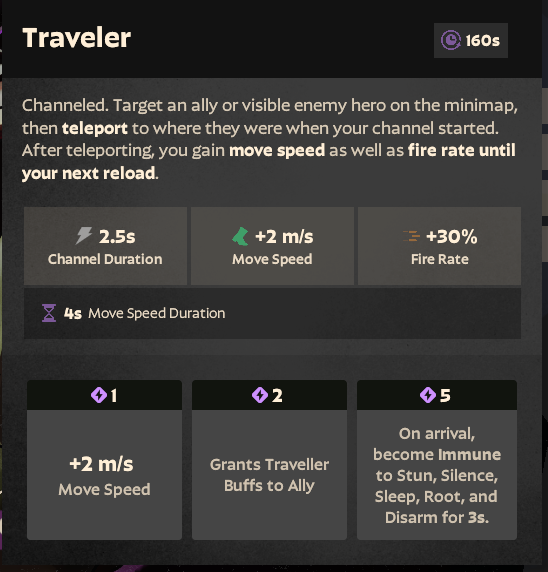 Traveler
160s
Channeled. Target an ally or visible enemy hero on the minimap,
then teleport to where they were when your channel started.
After teleporting, you gain move speed as well as fire rate until
your next reload.
2.5s
Channel Duration
+2 m/s
Move Speed
+30%
Fire Rate
4s Move Speed Duration
1
+2 m/s
Move Speed
2
Grants Traveller
Buffs to Ally
5
On arrival,
become Immune
to Stun, Silence,
Sleep, Root, and
Disarm for 3s.